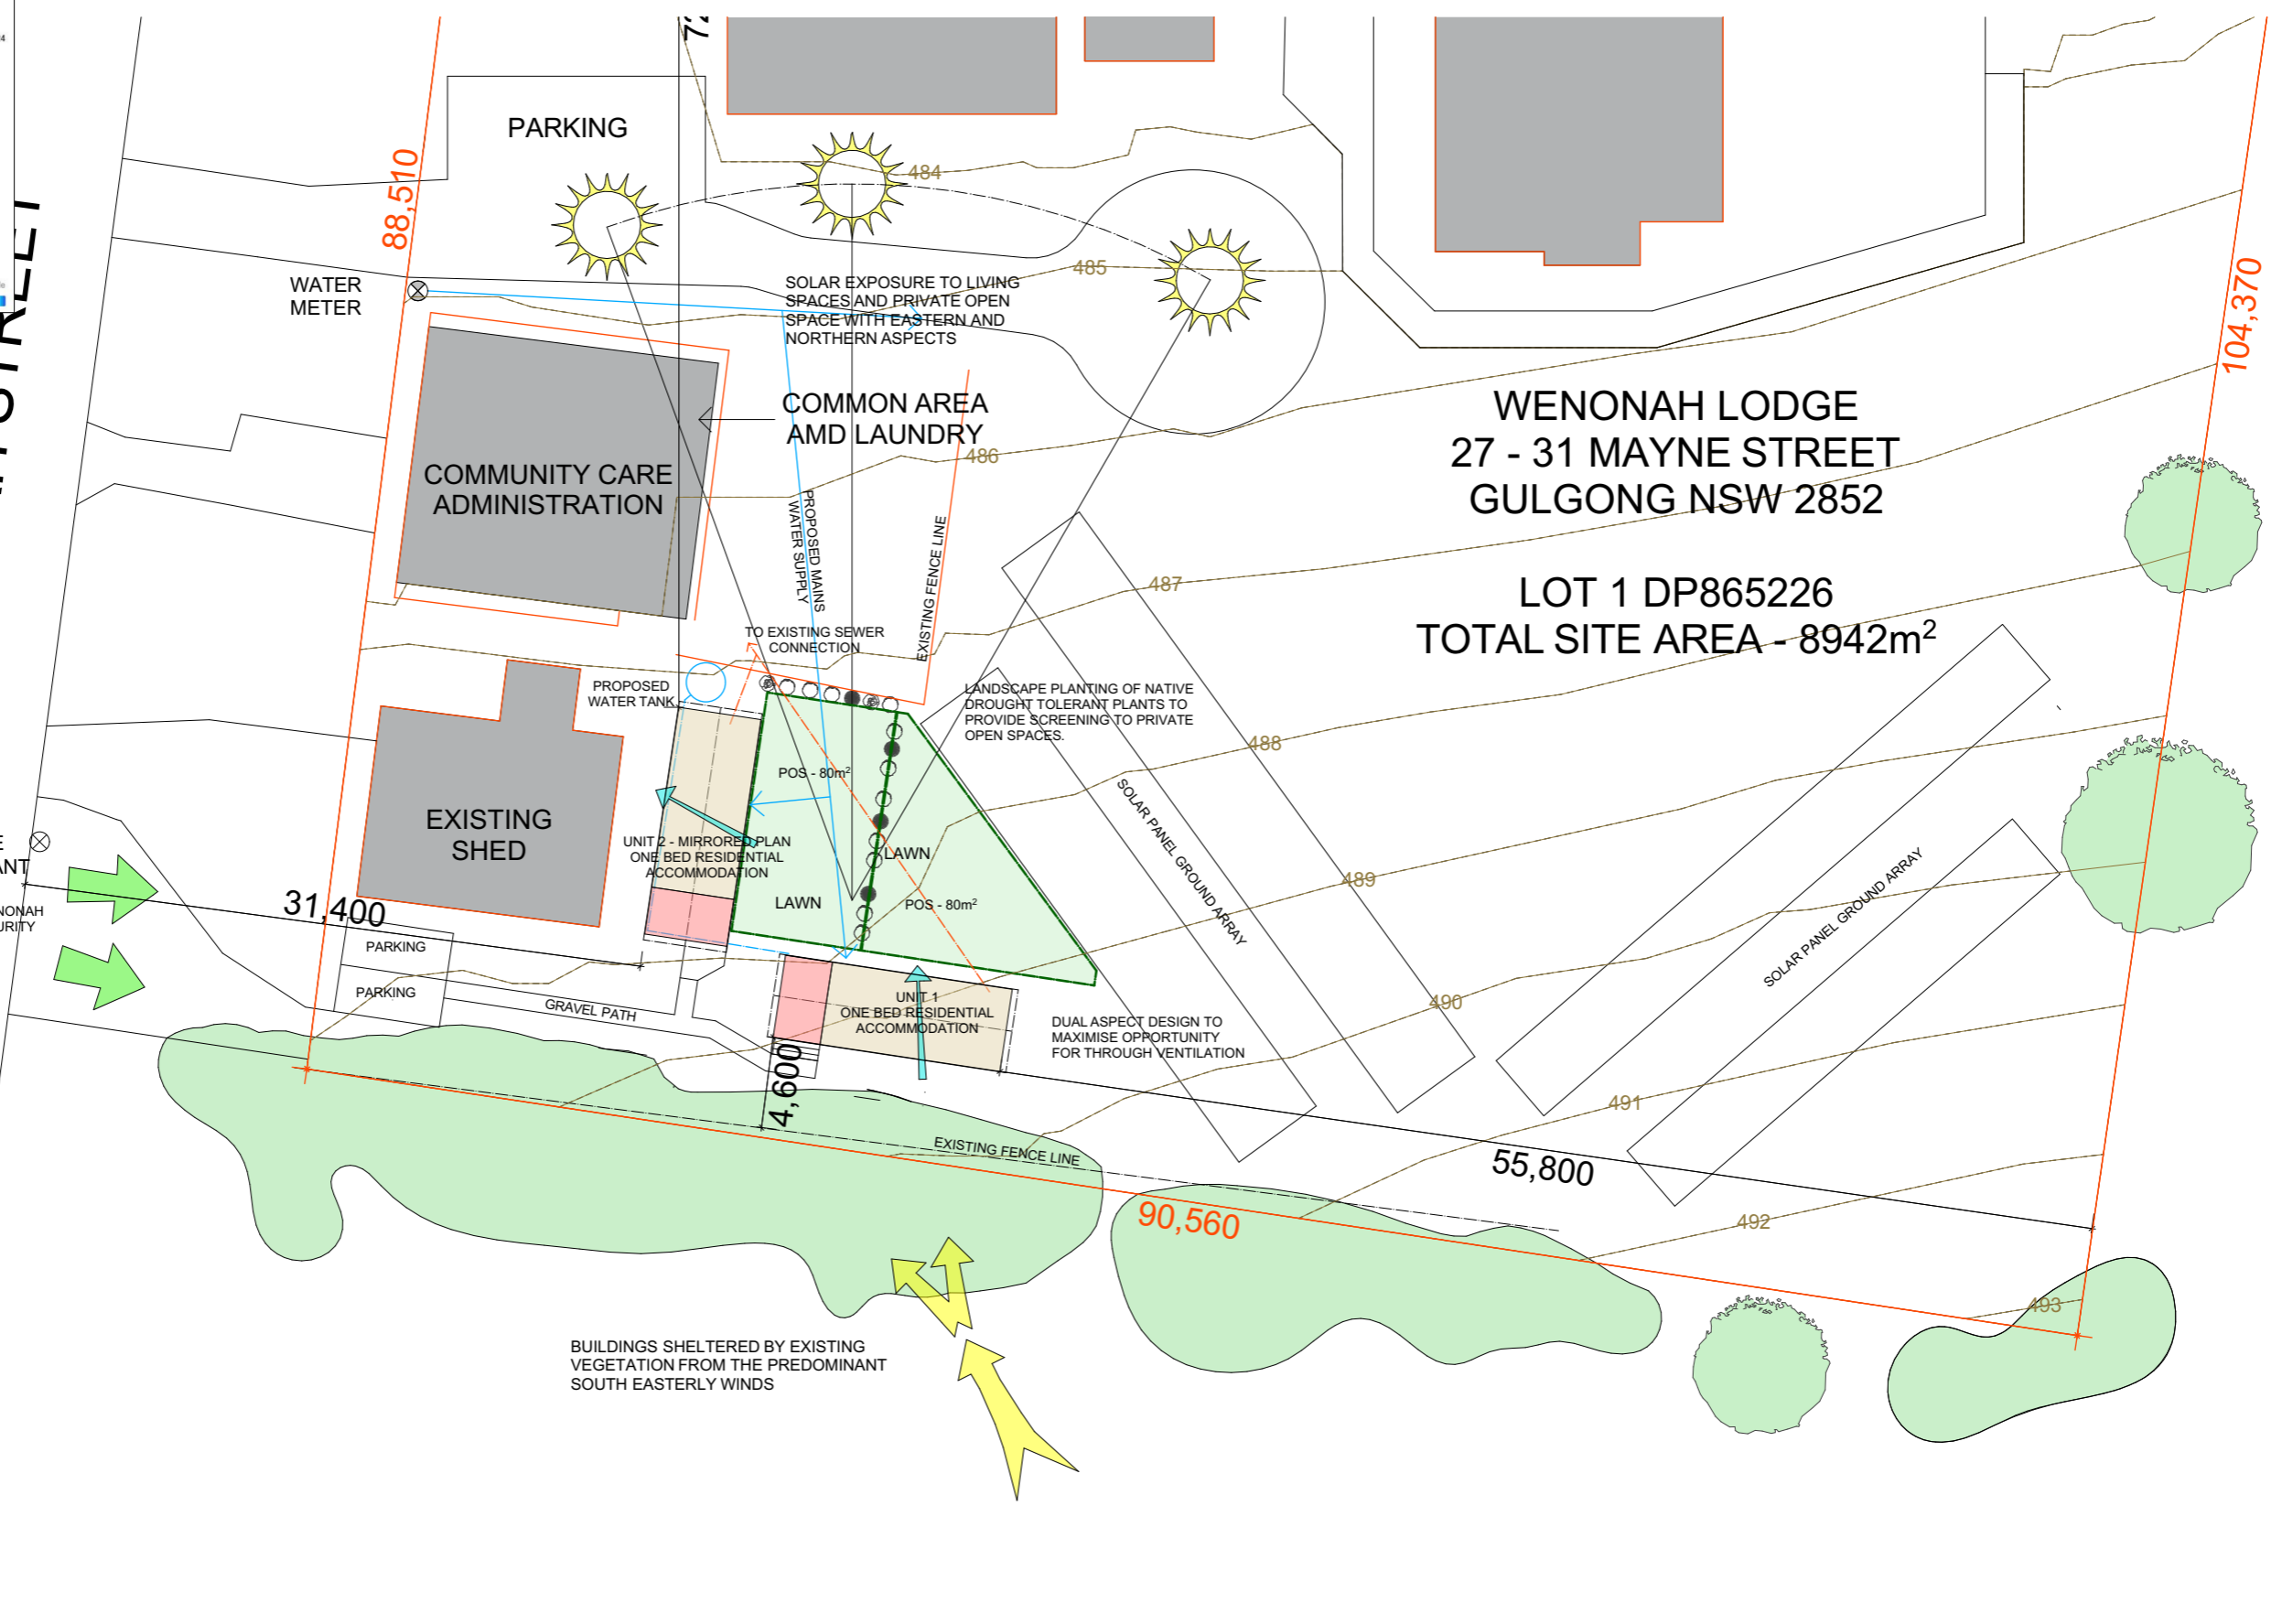 PARKING
484
88,510
485
WATER
METER
SOLAR EXPOSURE TO LIVING
SPACES AND PRIVATE OPEN
SPACE WITH EASTERN AND
NORTHERN ASPECTS
104,370
COMMON AREA
AMD LAUNDRY
WENONAH LODGE
27 - 31 MAYNE STREET
GULGONG NSW 2852
486
COMMUNITY CARE
ADMINISTRATION
PROPOSED MAINS
WATER SUPPLY
EXISTING FENCE LINE
487
LOT 1 DP865226
TOTAL SITE AREA - 8942m²
TO EXISTING SEWER
CONNECTION
PROPOSED
WATER TANK
LANDSCAPE PLANTING OF NATIVE
DROUGHT TOLERANT PLANTS TO
PROVIDE SCREENING TO PRIVATE
OPEN SPACES.
488
POS - 80m²
EXISTING
SHED
UNIT 2 - MIRRORED PLAN
ONE BED RESIDENTIAL
ACCOMMODATION
LAWN
SOLAR PANEL GROUND ARRAY
SOLAR PANEL GROUND ARRAY
489
31,400
LAWN
POS - 80m²
PARKING
PARKING
GRAVEL PATH
UNIT 1
ONE BED RESIDENTIAL
ACCOMMODATION
490
DUAL ASPECT DESIGN TO
MAXIMISE OPPORTUNITY
FOR THROUGH VENTILATION
4,600
491
EXISTING FENCE LINE
55,800
90,560
492
493
BUILDINGS SHELTERED BY EXISTING
VEGETATION FROM THE PREDOMINANT
SOUTH EASTERLY WINDS